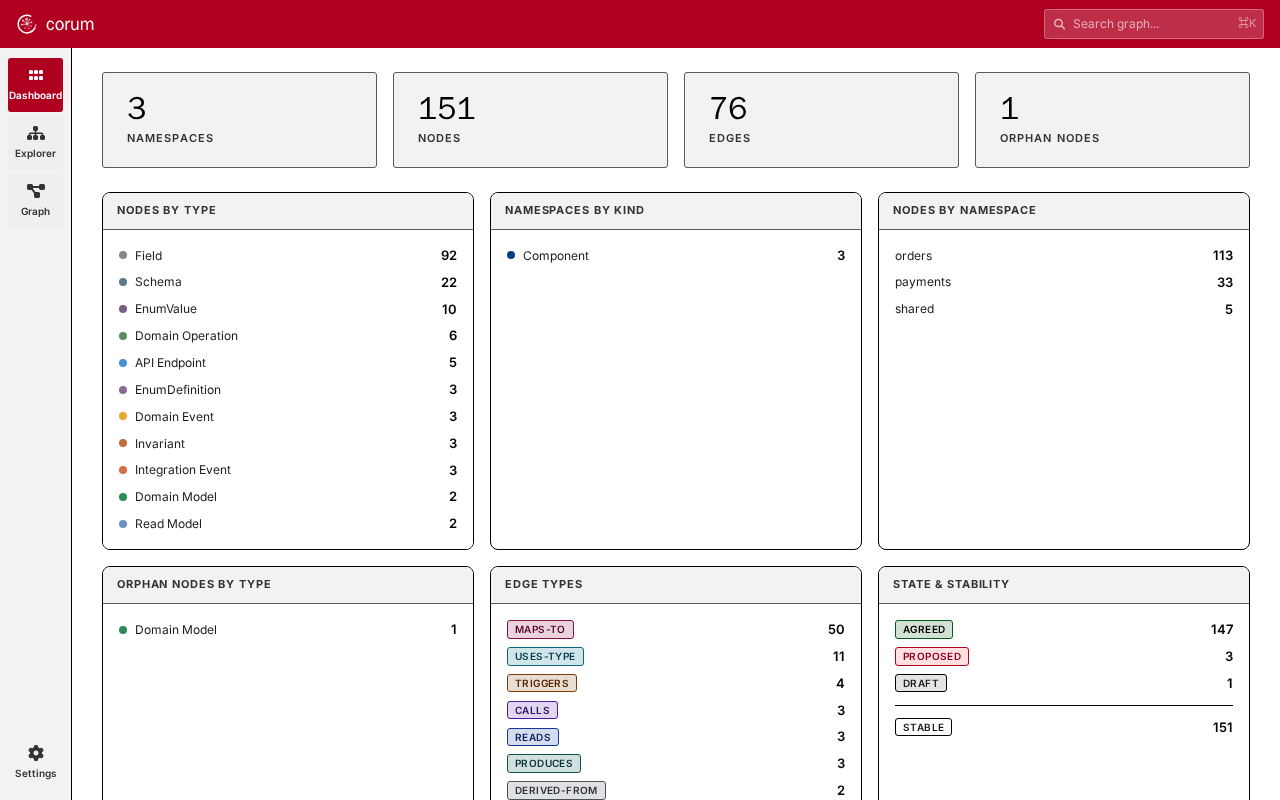 corum
Search graph... ⌘K
Dashboard
Explorer
Graph
Settings
3
NAMESPACES
151
NODES
76
EDGES
1
ORPHAN NODES
NODES BY TYPE
Field 92
Schema 22
EnumValue 10
Domain Operation 6
API Endpoint 5
EnumDefinition 3
Domain Event 3
Invariant 3
Integration Event 3
Domain Model 2
Read Model 2
NAMESPACES BY KIND
Component 3
NODES BY NAMESPACE
orders 113
payments 33
shared 5
ORPHAN NODES BY TYPE
Domain Model 1
EDGE TYPES
MAPS-TO 50
USES-TYPE 11
TRIGGERS 4
CALLS 3
READS 3
PRODUCES 3
DERIVED-FROM 2
STATE & STABILITY
AGREED 147
PROPOSED 3
DRAFT 1
STABLE 151